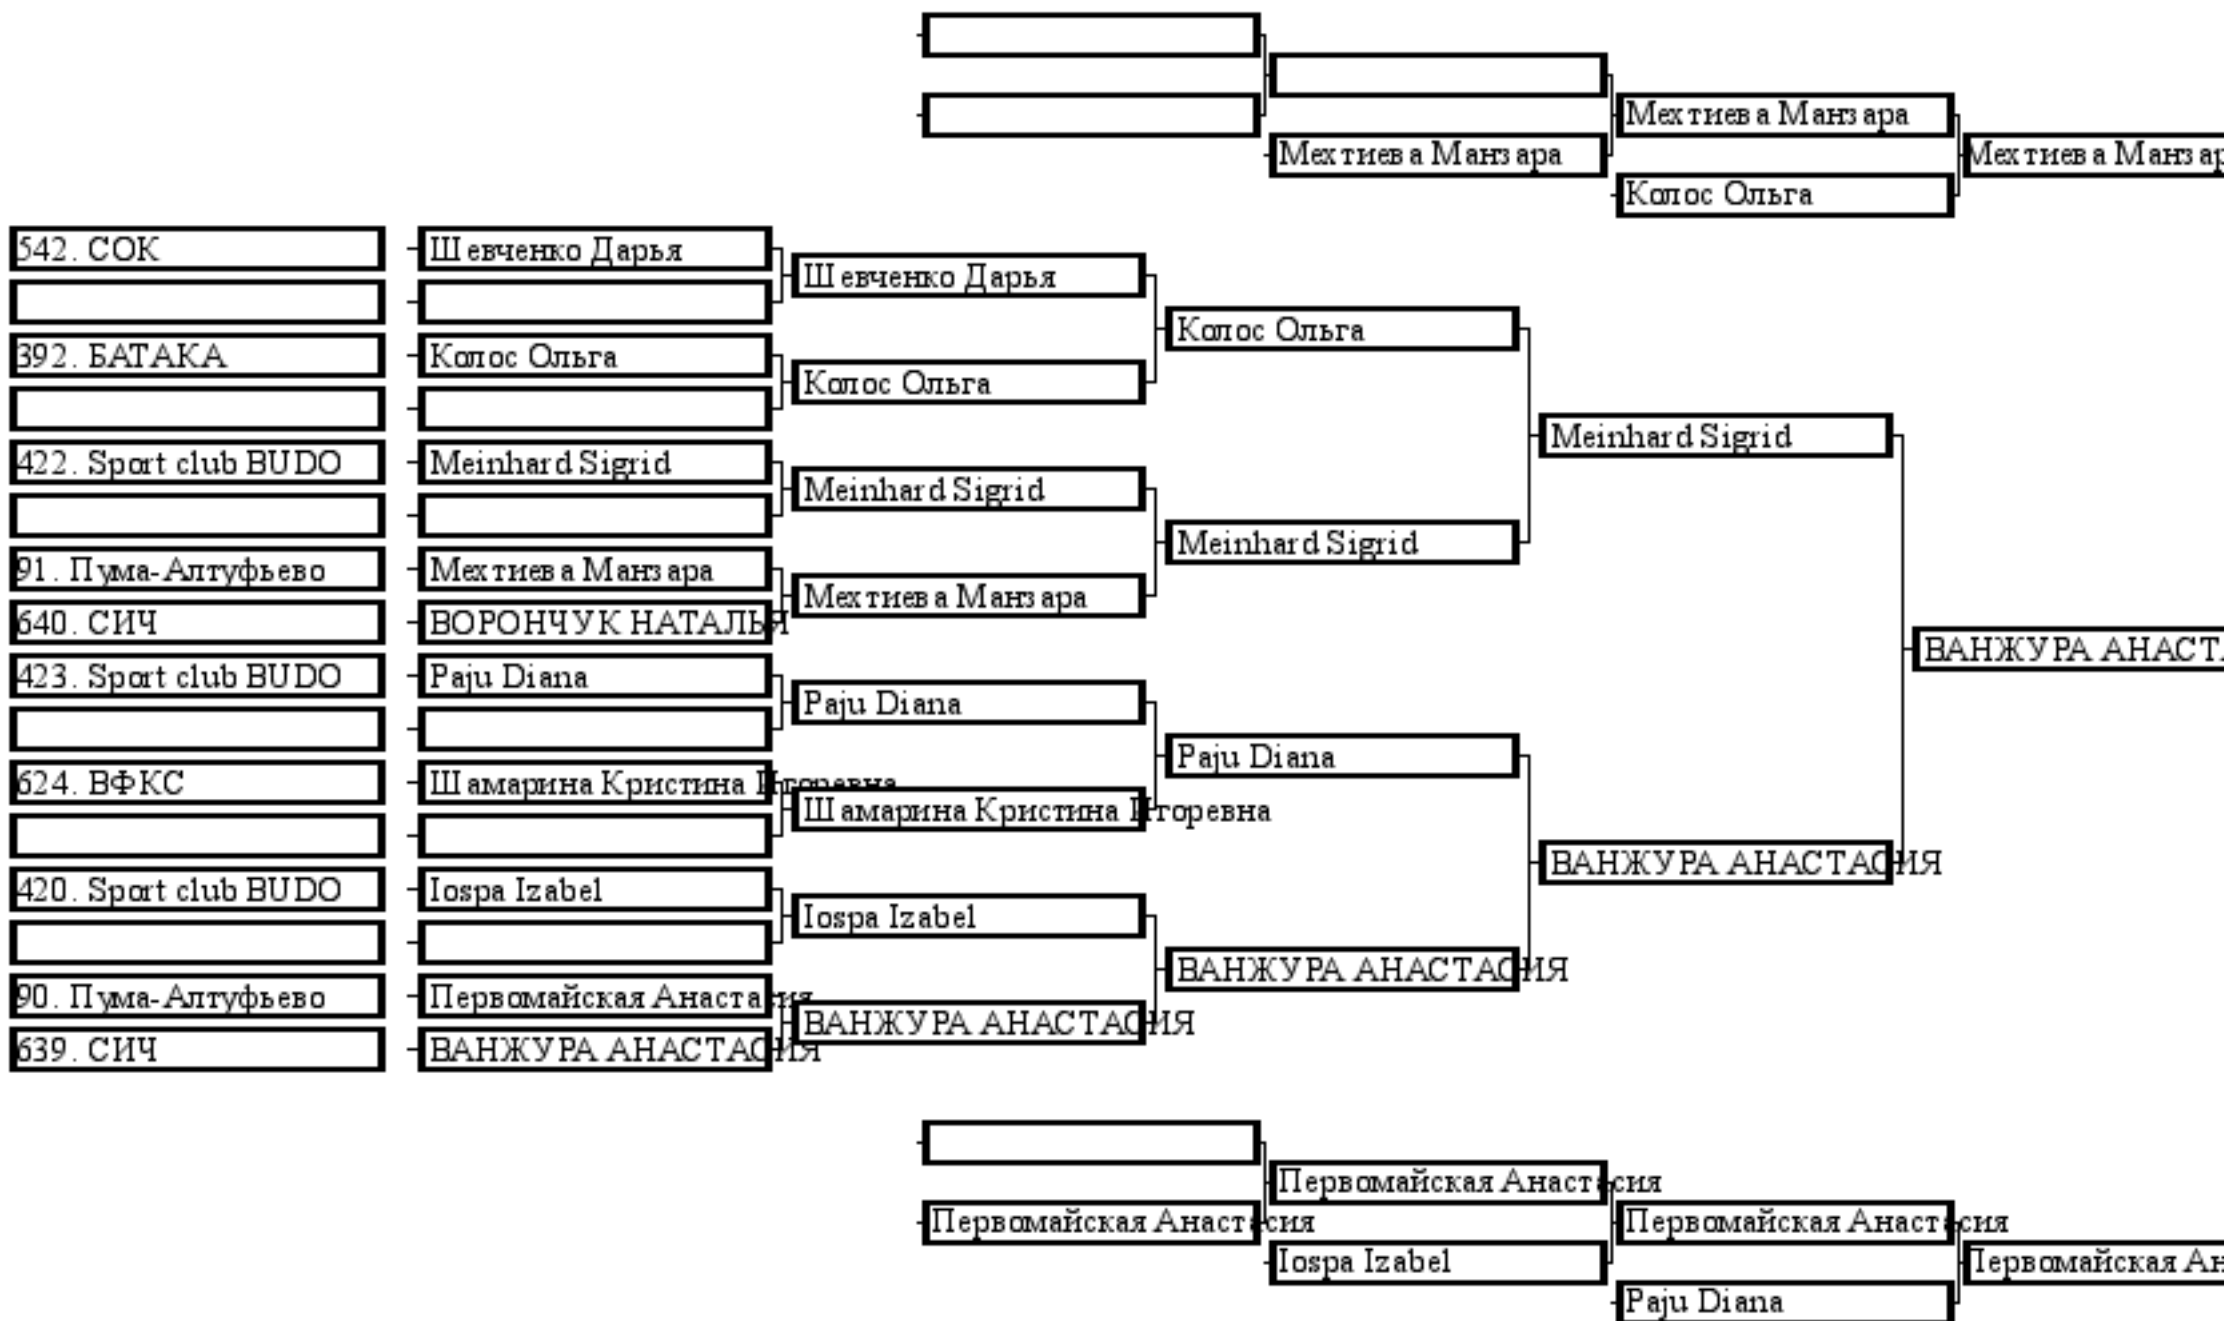 Мехтиева Манзара
Мехтиева Манзара
Мехтиева Манзар
Колос Ольга
542. СОК
Шевченко Дарья
Шевченко Дарья
Колос Ольга
392. БАТАКА
Колос Ольга
Колос Ольга
Meinhard Sigrid
422. Sport club BUDO
Meinhard Sigrid
Meinhard Sigrid
Meinhard Sigrid
91. Пума-Алтуфьево
Мехтиева Манзара
Мехтиева Манзара
640. СИЧ
ВОРОНЧУК НАТАЛЬЯ
ВАНЖУРА АНАСТ
423. Sport club BUDO
Paju Diana
Paju Diana
Paju Diana
624. ВФКС
Шамарина Кристина Игоревна
Шамарина Кристина Игоревна
ВАНЖУРА АНАСТАСИЯ
420. Sport club BUDO
Iospa Izabel
Iospa Izabel
ВАНЖУРА АНАСТАСИЯ
90. Пума-Алтуфьево
Первомайская Анастасия
ВАНЖУРА АНАСТАСИЯ
639. СИЧ
ВАНЖУРА АНАСТАСИЯ
Первомайская Анастасия
Первомайская Анастасия
Первомайская Анастасия
Iospa Izabel
Первомайская Ан
Paju Diana